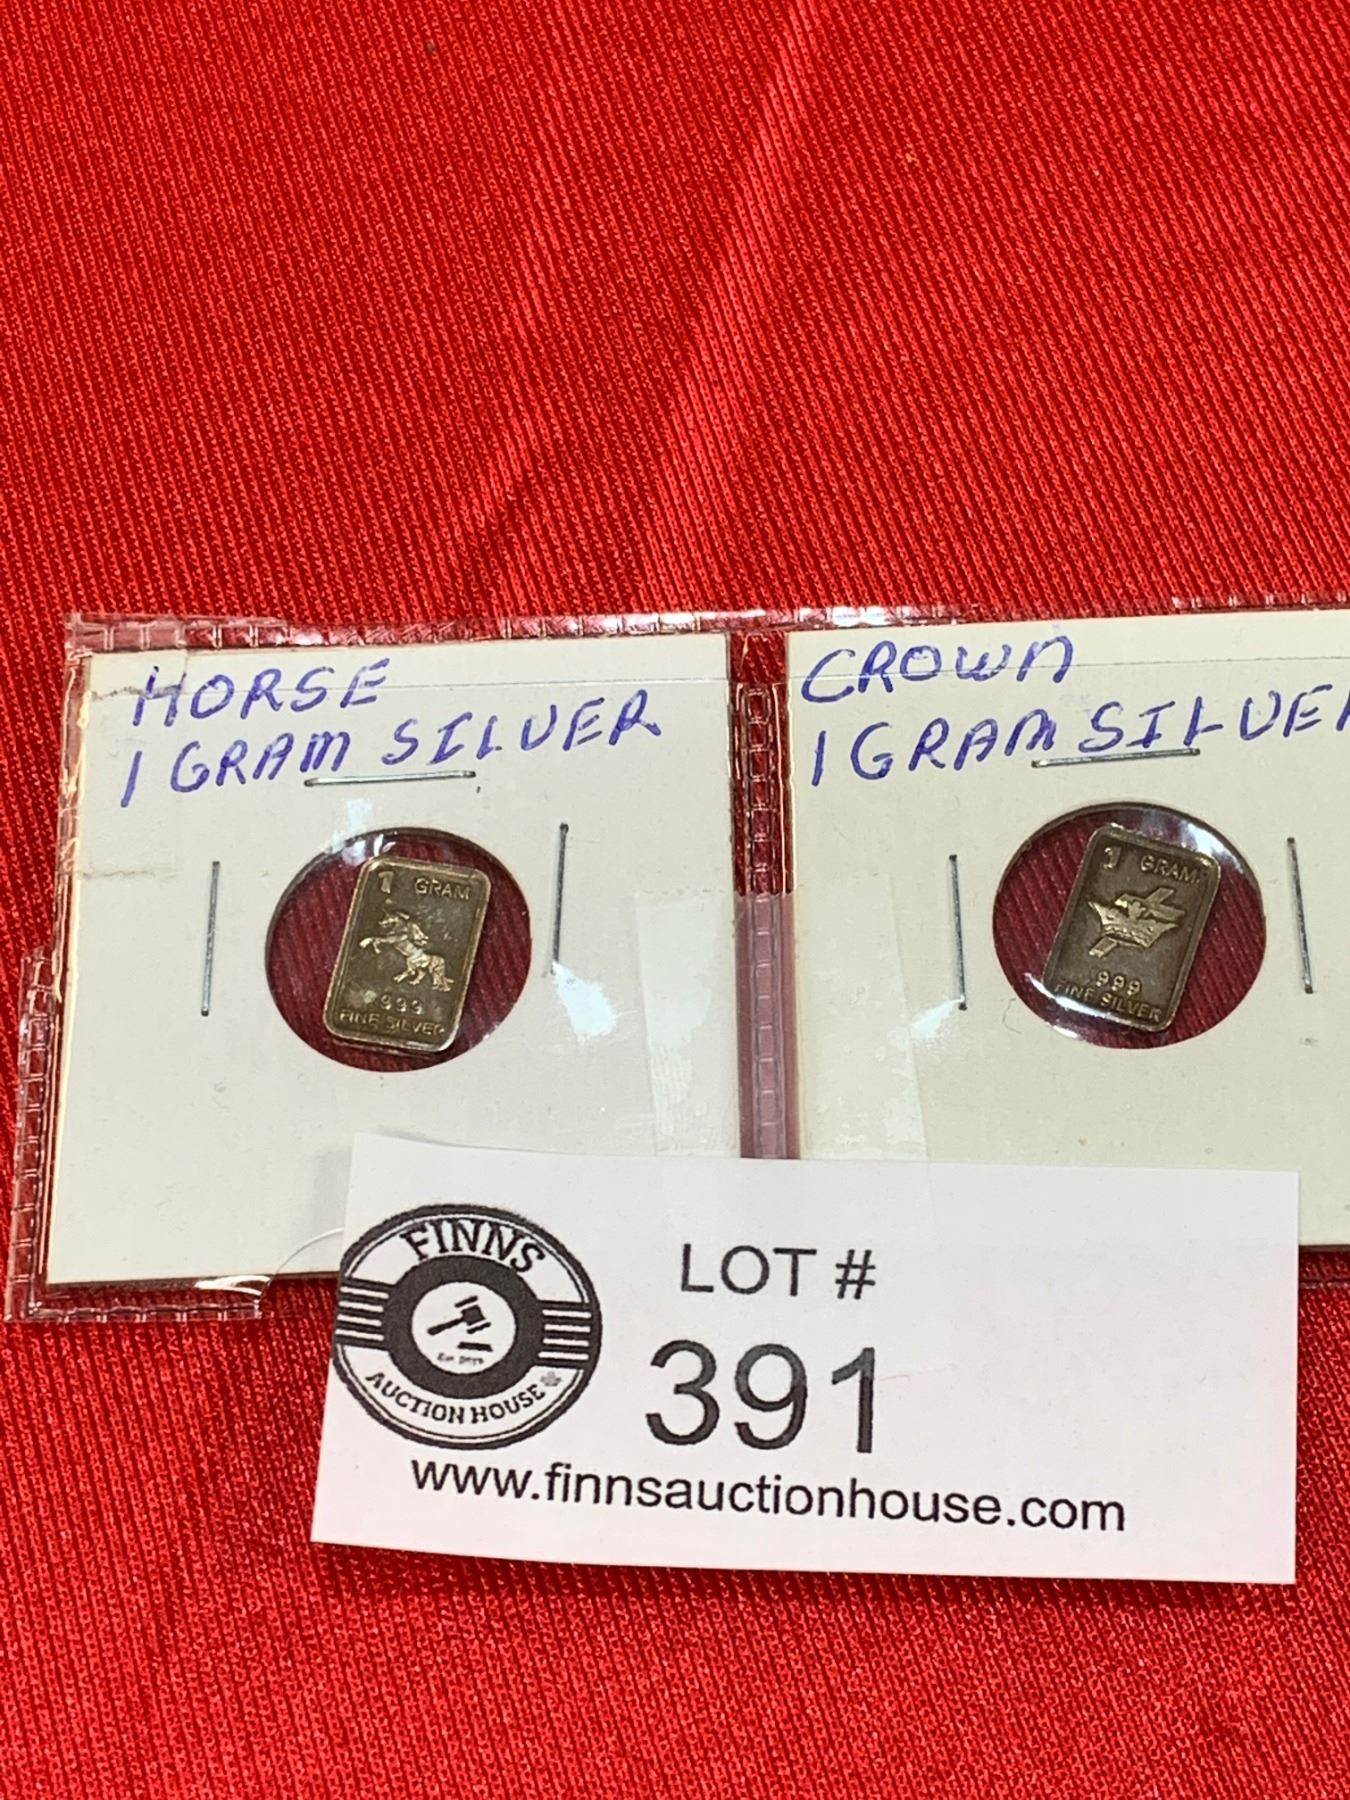 HORSE
1 GRAM SILVER
CROWN
1 GRAM SILVER
1 GRAM
999
FINE SILVER
1 GRAM
999
FINE SILVER
FINNS
AUCTION HOUSE
LOT #
391
www.finnsauctionhouse.com